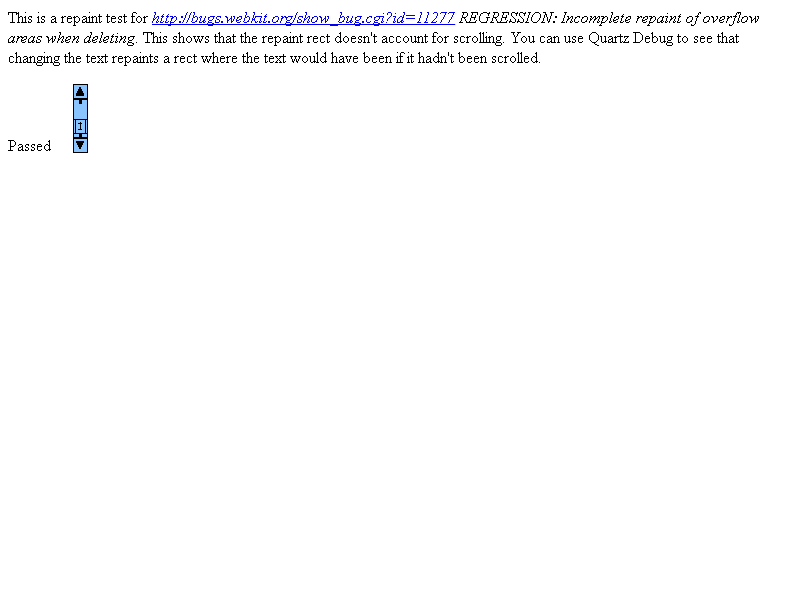 This is a repaint test for http://bugs.webkit.org/show_bug.cgi?id=11277 REGRESSION: Incomplete repaint of overflow
areas when deleting. This shows that the repaint rect doesn't account for scrolling. You can use Quartz Debug to see that
changing the text repaints a rect where the text would have been if it hadn't been scrolled.
Passed